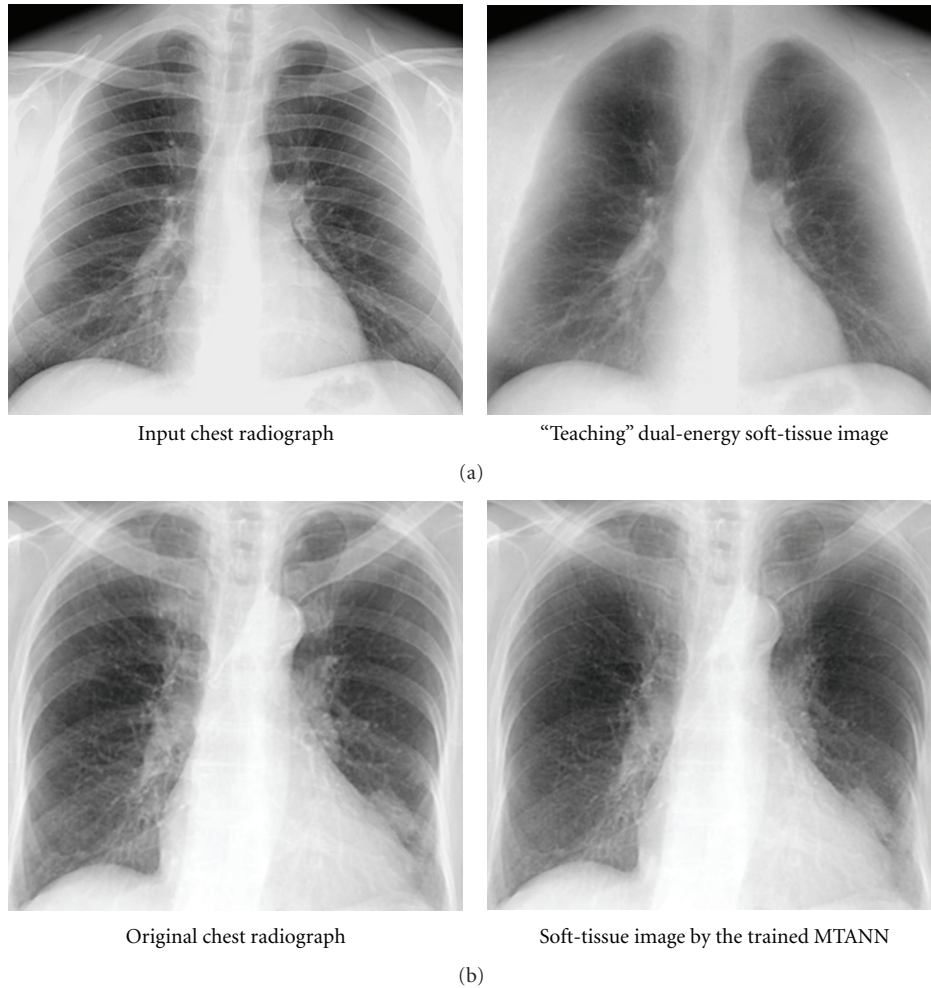 Input chest radiograph
“Teaching” dual-energy soft-tissue image
(a)
Original chest radiograph
Soft-tissue image by the trained MTANN
(b)